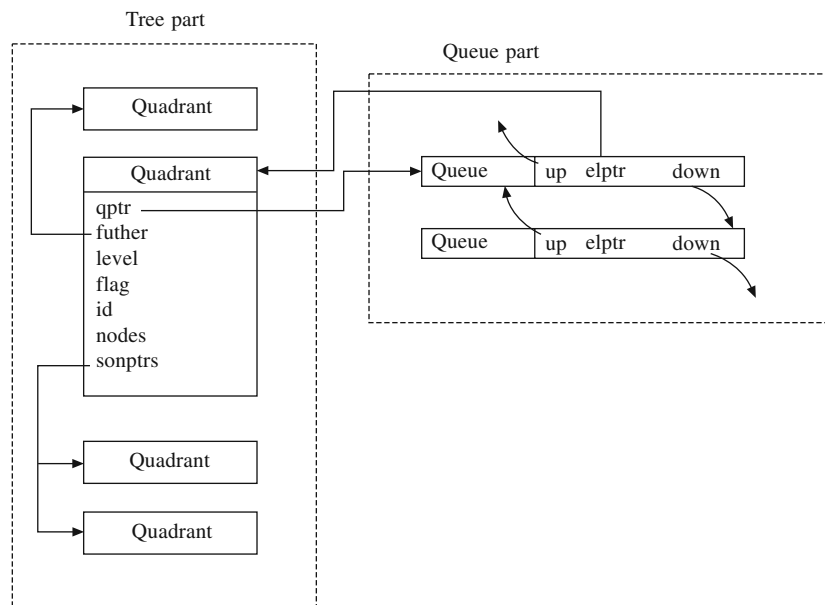 Tree part
Quadrant
Quadrant
qptr
futher
level
flag
id
nodes
sonptrs
Quadrant
Quadrant
Queue part
Queue up elptr down
Queue up elptr down